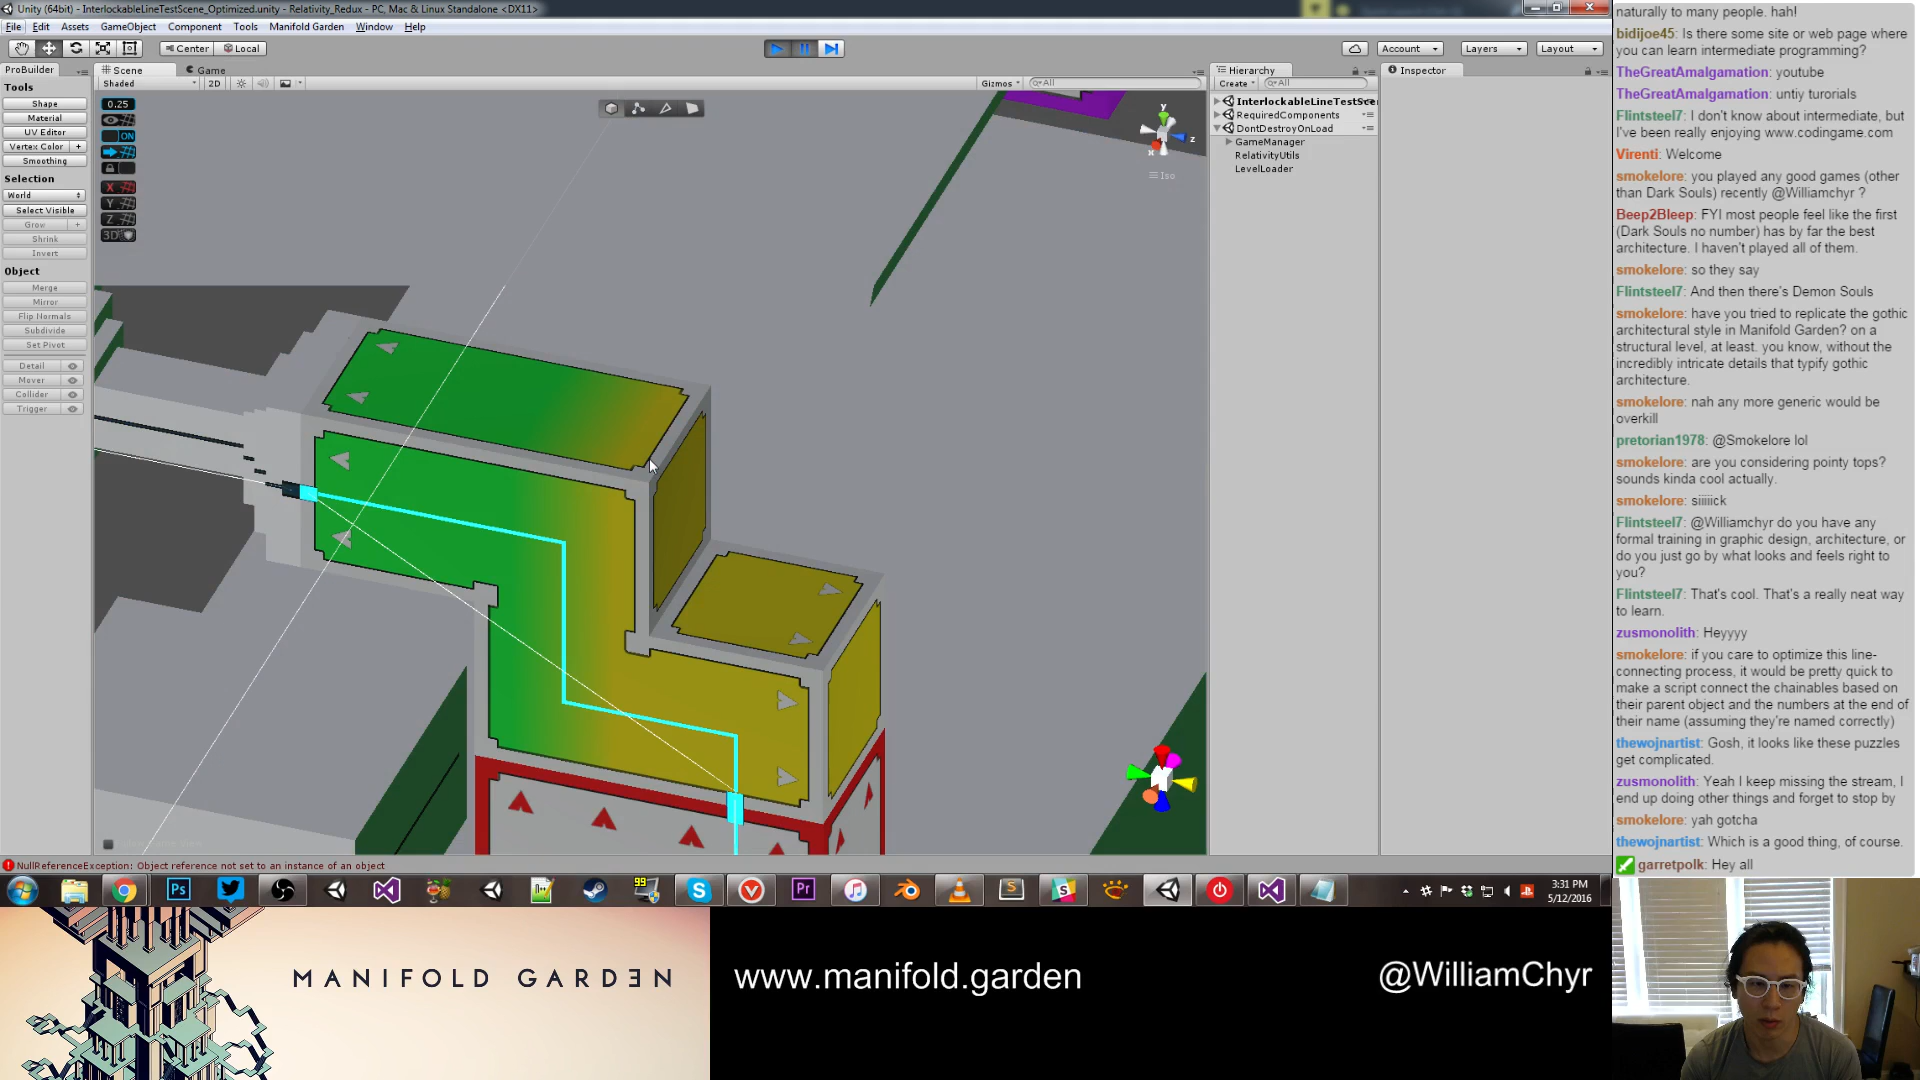 Unity (64bit) - InterlockableLineTestScene_Optimized.unity - Relativity_Redux - PC, Mac & Linux Standalone <DX11>
File Edit Assets GameObject Component Tools Manifold Garden Window Help
Center Local
Account Layers Layout
ProBuilder
Scene
Game
Hierarchy
Inspector
Shaded
2D
Gizmos
All
Create
All
Tools
Shape
Material
UV Editor
Vertex Color +
Smoothing
Selection
World
Select Visible
Grow +
Shrink
Invert
Object
Merge
Mirror
Flip Normals
Subdivide
Set Pivot
Detail
Mover
Collider
Trigger
0.25
ON
X
Y
Z
3D
y
z
x
Iso
InterlockableLineTestScene
RequiredComponents
DontDestroyOnLoad
GameManager
RelativityUtils
LevelLoader
NullReferenceException: Object reference not set to an instance of an object
naturally to many people. hah!
bidijoe45: Is there some site or web page where
you can learn intermediate programming?
TheGreatAmalgamation: youtube
TheGreatAmalgamation: untiy turorials
Flintsteel7: I don't know about intermediate, but
I've been really enjoying www.codingame.com
Virenti: Welcome
smokelore: you played any good games (other
than Dark Souls) recently @Williamchyr ?
Beep2Bleep: FYI most people feel like the first
(Dark Souls no number) has by far the best
architecture. I haven't played all of them.
smokelore: so they say
Flintsteel7: And then there's Demon Souls
smokelore: have you tried to replicate the gothic
architectural style in Manifold Garden? on a
structural level, at least. you know, without the
incredibly intricate details that typify gothic
architecture.
smokelore: nah any more generic would be
overkill
pretorian1978: @Smokelore lol
smokelore: are you considering pointy tops?
sounds kinda cool actually.
smokelore: siiiiick
Flintsteel7: @Williamchyr do you have any
formal training in graphic design, architecture, or
do you just go by what looks and feels right to
you?
Flintsteel7: That's cool. That's a really neat way
to learn.
zusmonolith: Heyyyy
smokelore: if you care to optimize this line-
connecting process, it would be pretty quick to
make a script connect the chainables based on
their parent object and the numbers at the end of
their name (assuming they're named correctly)
thewojnartist: Gosh, it looks like these puzzles
get complicated.
zusmonolith: Yeah I keep missing the stream, I
end up doing other things and forget to stop by
smokelore: yah gotcha
thewojnartist: Which is a good thing, of course.
garretpolk: Hey all
Ps
99
Pr
3:31 PM
5/12/2016
MANIFOLD GARDƎN
www.manifold.garden
@WilliamChyr